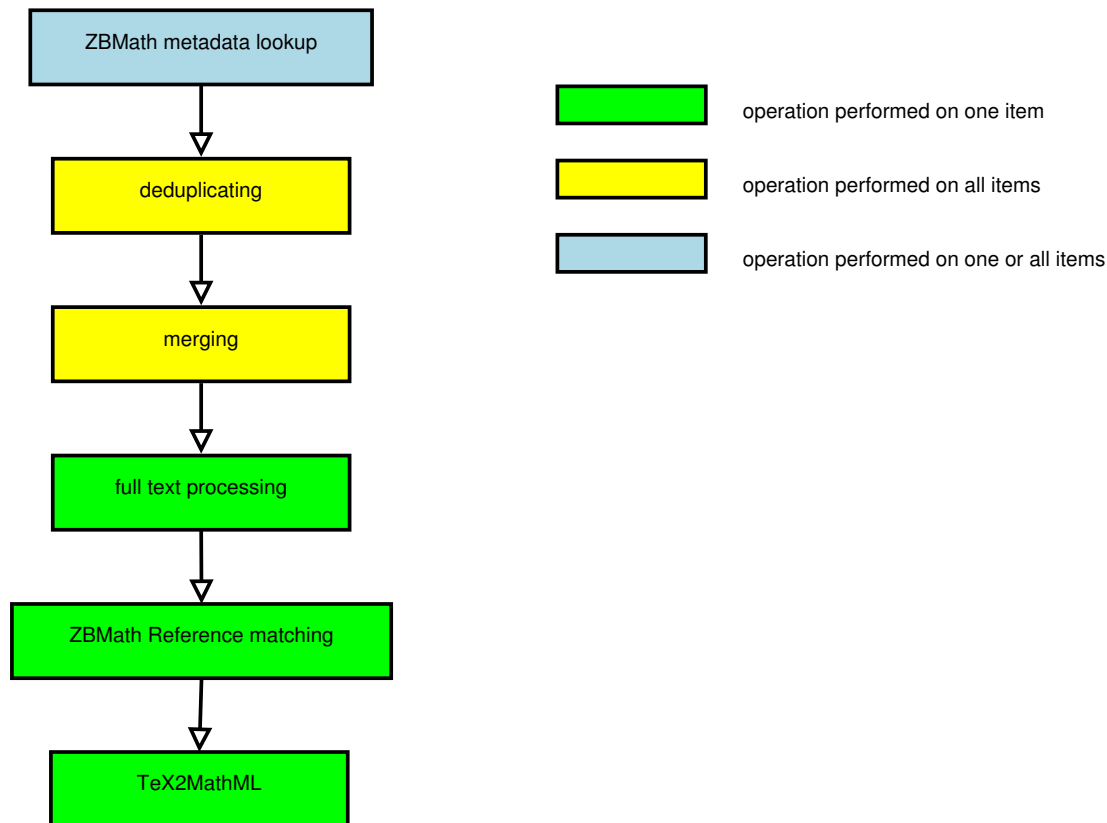 ZBMath metadata lookup
deduplicating
merging
full text processing
ZBMath Reference matching
TeX2MathML
operation performed on one item
operation performed on all items
operation performed on one or all items